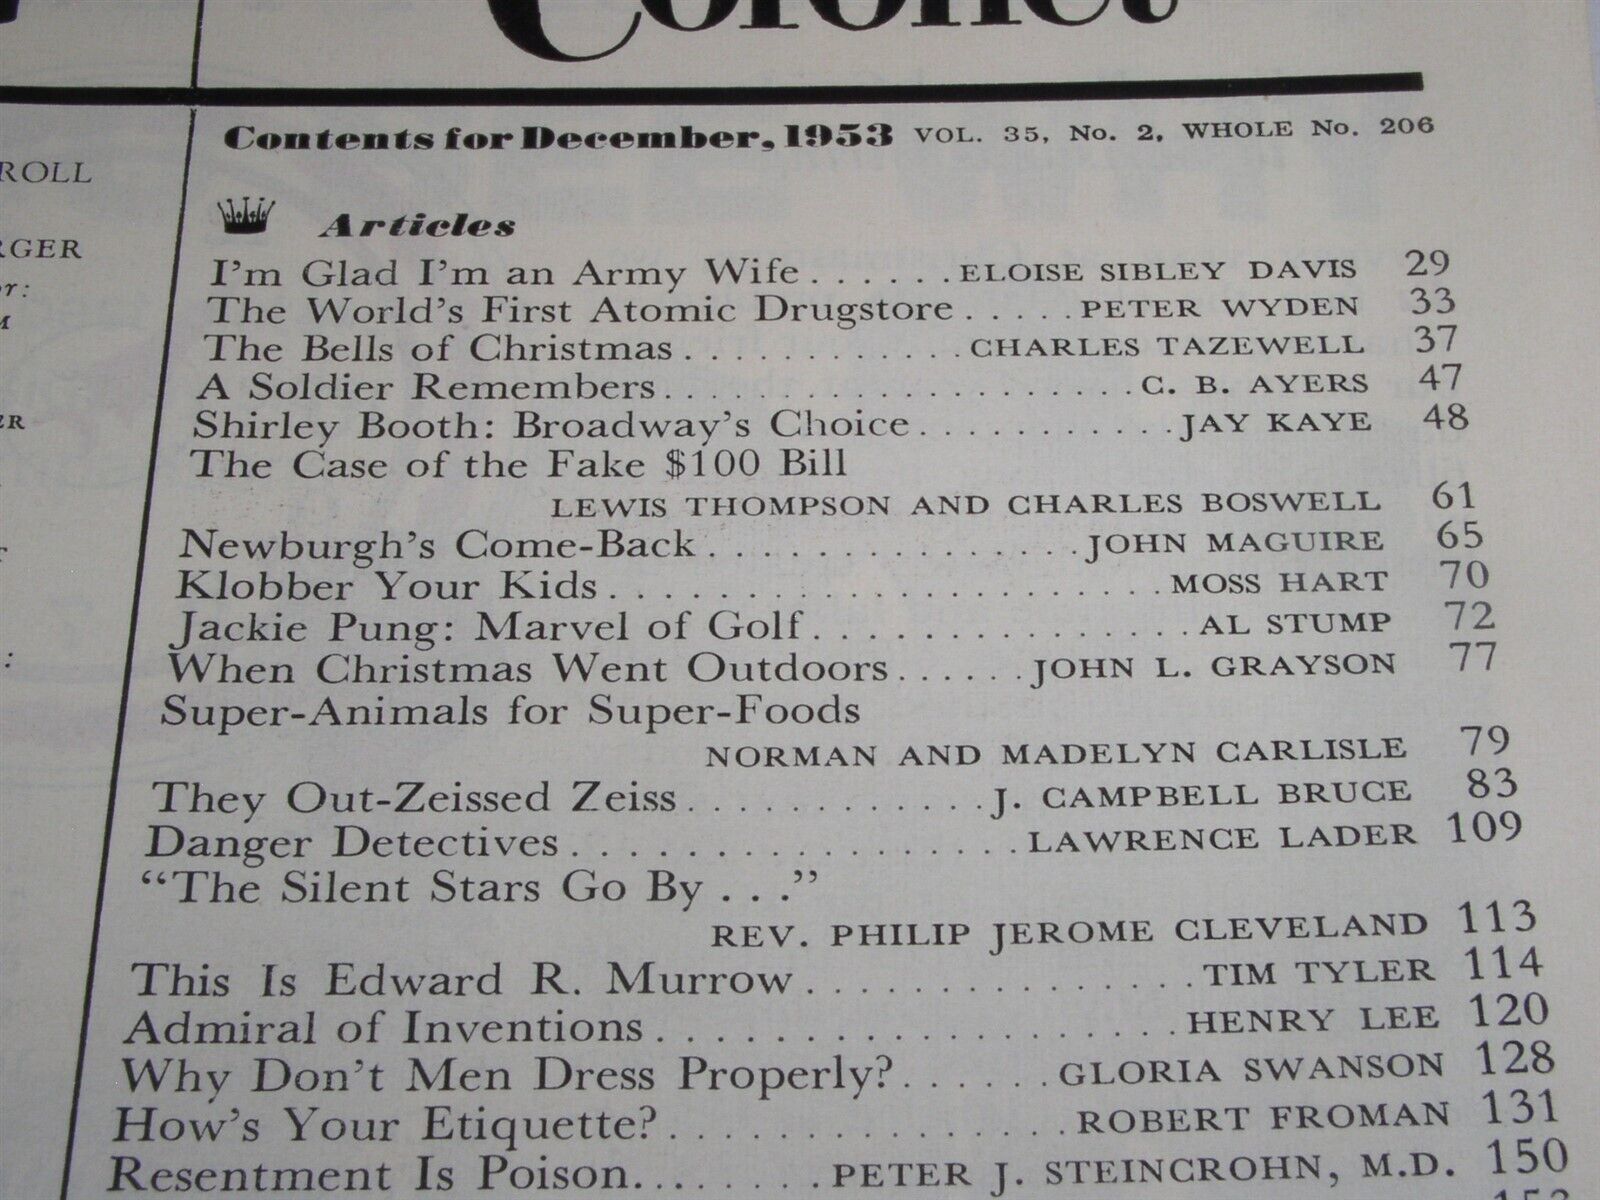 Coronet
Contents for December, 1953 VOL. 35, No. 2, WHOLE No. 206
Articles
I'm Glad I'm an Army Wife . . . . . . ELOISE SIBLEY DAVIS 29
The World's First Atomic Drugstore . . . . . PETER WYDEN 33
The Bells of Christmas . . . . . . . . . . . . CHARLES TAZEWELL 37
A Soldier Remembers . . . . . . . . . . . . . . . . . . . . C. B. AYERS 47
Shirley Booth: Broadway's Choice . . . . . . . . . . . JAY KAYE 48
The Case of the Fake $100 Bill
LEWIS THOMPSON AND CHARLES BOSWELL 61
Newburgh's Come-Back . . . . . . . . . . . . . . . . JOHN MAGUIRE 65
Klobber Your Kids . . . . . . . . . . . . . . . . . . . . . . . . MOSS HART 70
Jackie Pung: Marvel of Golf . . . . . . . . . . . . . . . . AL STUMP 72
When Christmas Went Outdoors . . . . . . JOHN L. GRAYSON 77
Super-Animals for Super-Foods
NORMAN AND MADELYN CARLISLE 79
They Out-Zeissed Zeiss . . . . . . . . . . . . . J. CAMPBELL BRUCE 83
Danger Detectives . . . . . . . . . . . . . . . . . . LAWRENCE LADER 109
“The Silent Stars Go By . . .”
REV. PHILIP JEROME CLEVELAND 113
This Is Edward R. Murrow . . . . . . . . . . . . . . . . TIM TYLER 114
Admiral of Inventions . . . . . . . . . . . . . . . . . . . . HENRY LEE 120
Why Don't Men Dress Properly? . . . . . . GLORIA SWANSON 128
How's Your Etiquette? . . . . . . . . . . . . . . . . ROBERT FROMAN 131
Resentment Is Poison . . . . . . . . PETER J. STEINCROHN, M.D. 150
ROLL
RGER
or:
M
ER
T
: